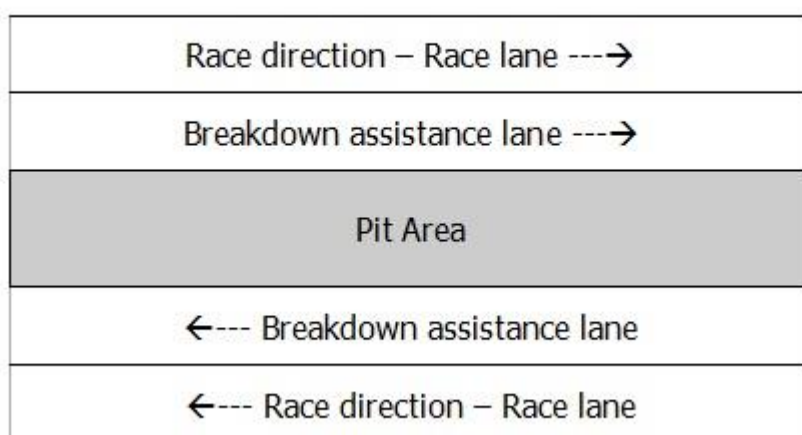 Race direction – Race lane ---→
Breakdown assistance lane ---→
Pit Area
←--- Breakdown assistance lane
←--- Race direction – Race lane